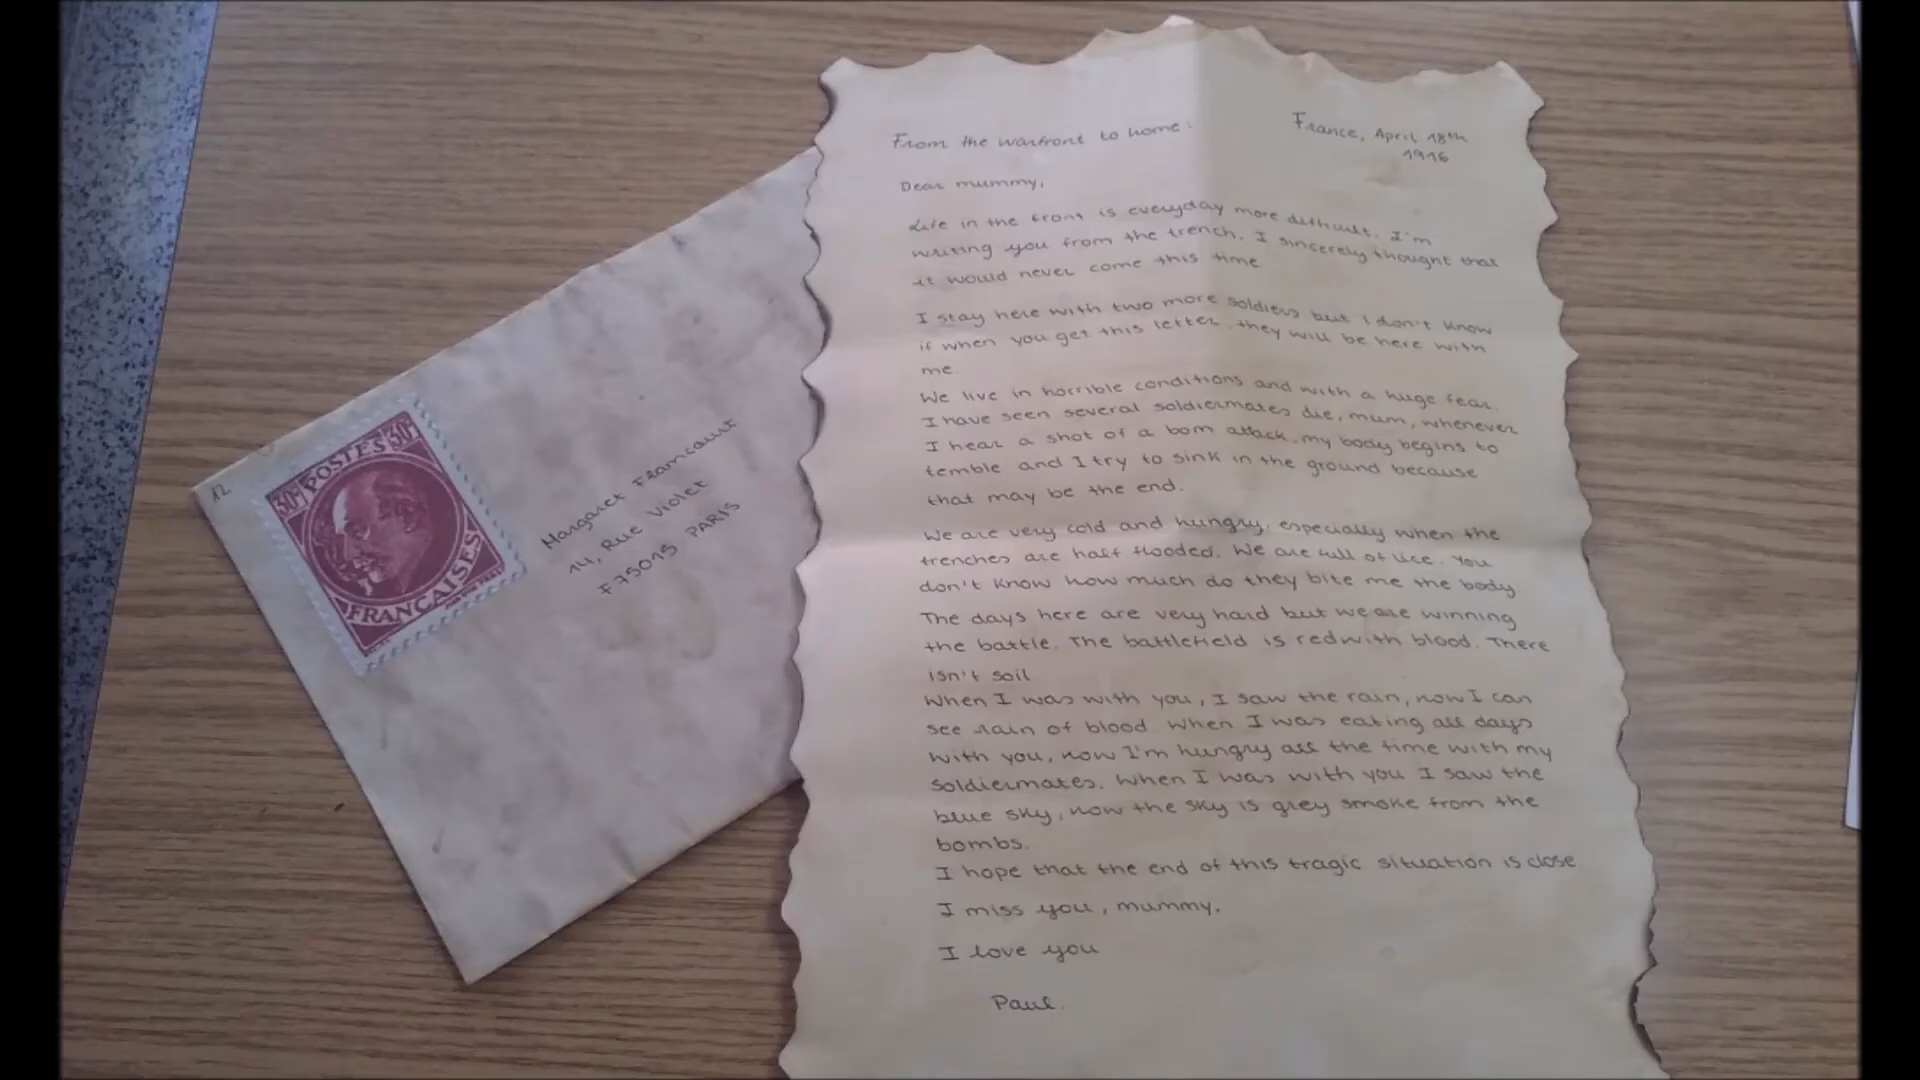 12
30c POSTES 30c
FRANÇAISES
Margaret Framcourt
14, Rue Violet
F75015 PARIS
From the warfront to home:
France, April 18th
1916
Dear mummy,
Life in the front is everyday more difficult. I'm
writing you from the trench. I sincerely thought that
it would never come this time
I stay here with two more soldiers but I don't know
if when you get this letter, they will be here with
me.
We live in horrible conditions and with a huge fear.
I have seen several soldiermates die, mum, whenever
I hear a shot of a bom attack, my body begins to
temble and I try to sink in the ground because
that may be the end.
We are very cold and hungry, especially when the
trenches are half flooded. We are full of lice. You
don't know how much do they bite me the body
The days here are very hard but we are winning
the battle. The battlefield is red with blood. There
isn't soil
When I was with you, I saw the rain, now I can
see rain of blood When I was eating all days
with you, now I'm hungry all the time with my
soldiermates. When I was with you I saw the
blue sky, now the sky is grey smoke from the
bombs.
I hope that the end of this tragic situation is close
I miss you, mummy.
I love you
Paul.